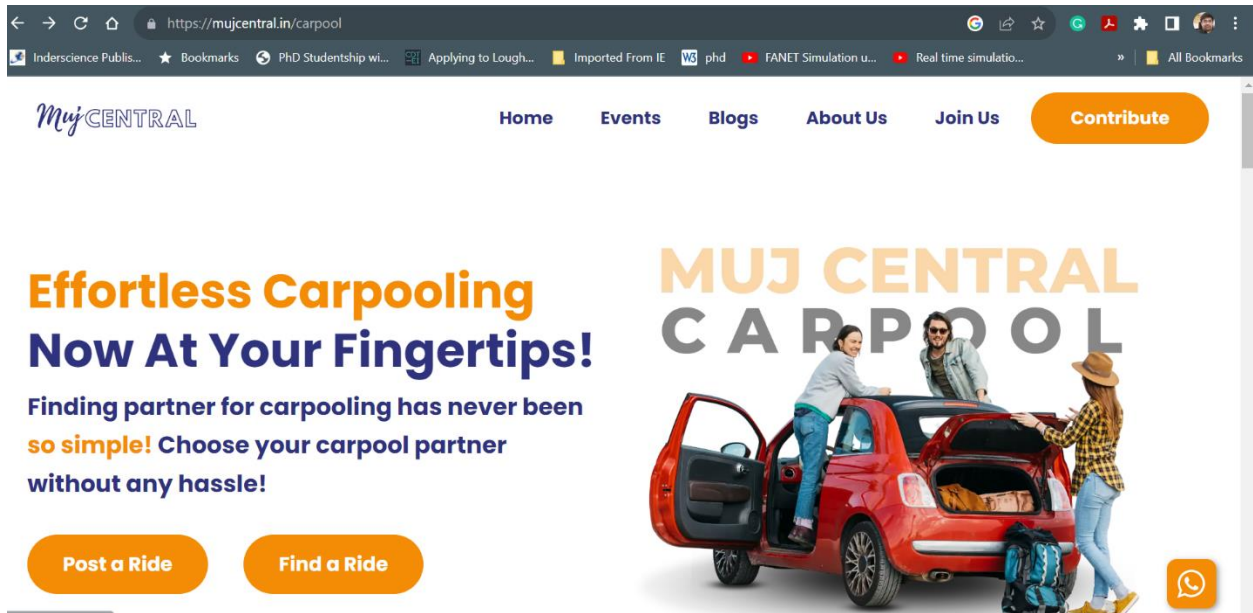 https://mujcentral.in/carpool
Inderscience Publis... Bookmarks PhD Studentship wi... Applying to Lough... Imported From IE phd FANET Simulation u... Real time simulatio... » All Bookmarks
Muj CENTRAL Home Events Blogs About Us Join Us Contribute
MUJ CENTRAL
CARPOOL
Effortless Carpooling
Now At Your Fingertips!
Finding partner for carpooling has never been
so simple! Choose your carpool partner
without any hassle!
Post a Ride Find a Ride